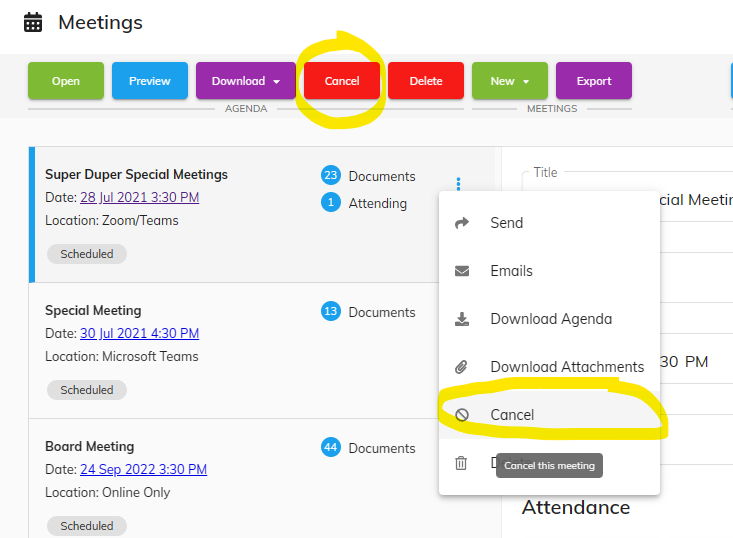 Meetings
Open Preview Download Cancel Delete New Export
AGENDA MEETINGS
Super Duper Special Meetings
Date: 28 Jul 2021 3:30 PM
Location: Zoom/Teams
Scheduled
23 Documents
1 Attending
Special Meeting
Date: 30 Jul 2021 4:30 PM
Location: Microsoft Teams
Scheduled
13 Documents
Board Meeting
Date: 24 Sep 2022 3:30 PM
Location: Online Only
Scheduled
44 Documents
Send
Emails
Download Agenda
Download Attachments
Cancel
Cancel this meeting
Title
cial Meetin
30 PM
Attendance